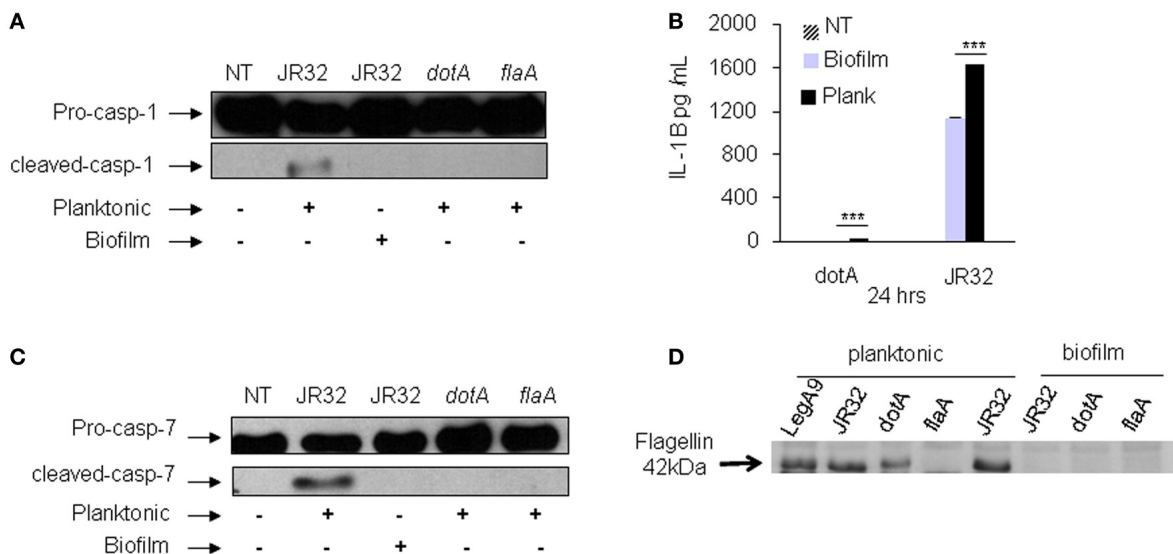 A
NT JR32 JR32 dotA flaA
Pro-casp-1
cleaved-casp-1
Planktonic - + - + +
Biofilm - - + - -
B
IL-1B pg /mL
2000
1600
1200
800
400
0
NT
Biofilm
Plank
***
***
dotA JR32
24 hrs
C
NT JR32 JR32 dotA flaA
Pro-casp-7
cleaved-casp-7
Planktonic - + - + +
Biofilm - - + - -
D
planktonic biofilm
LegA9 JR32 dotA flaA JR32 JR32 dotA flaA
Flagellin
42kDa